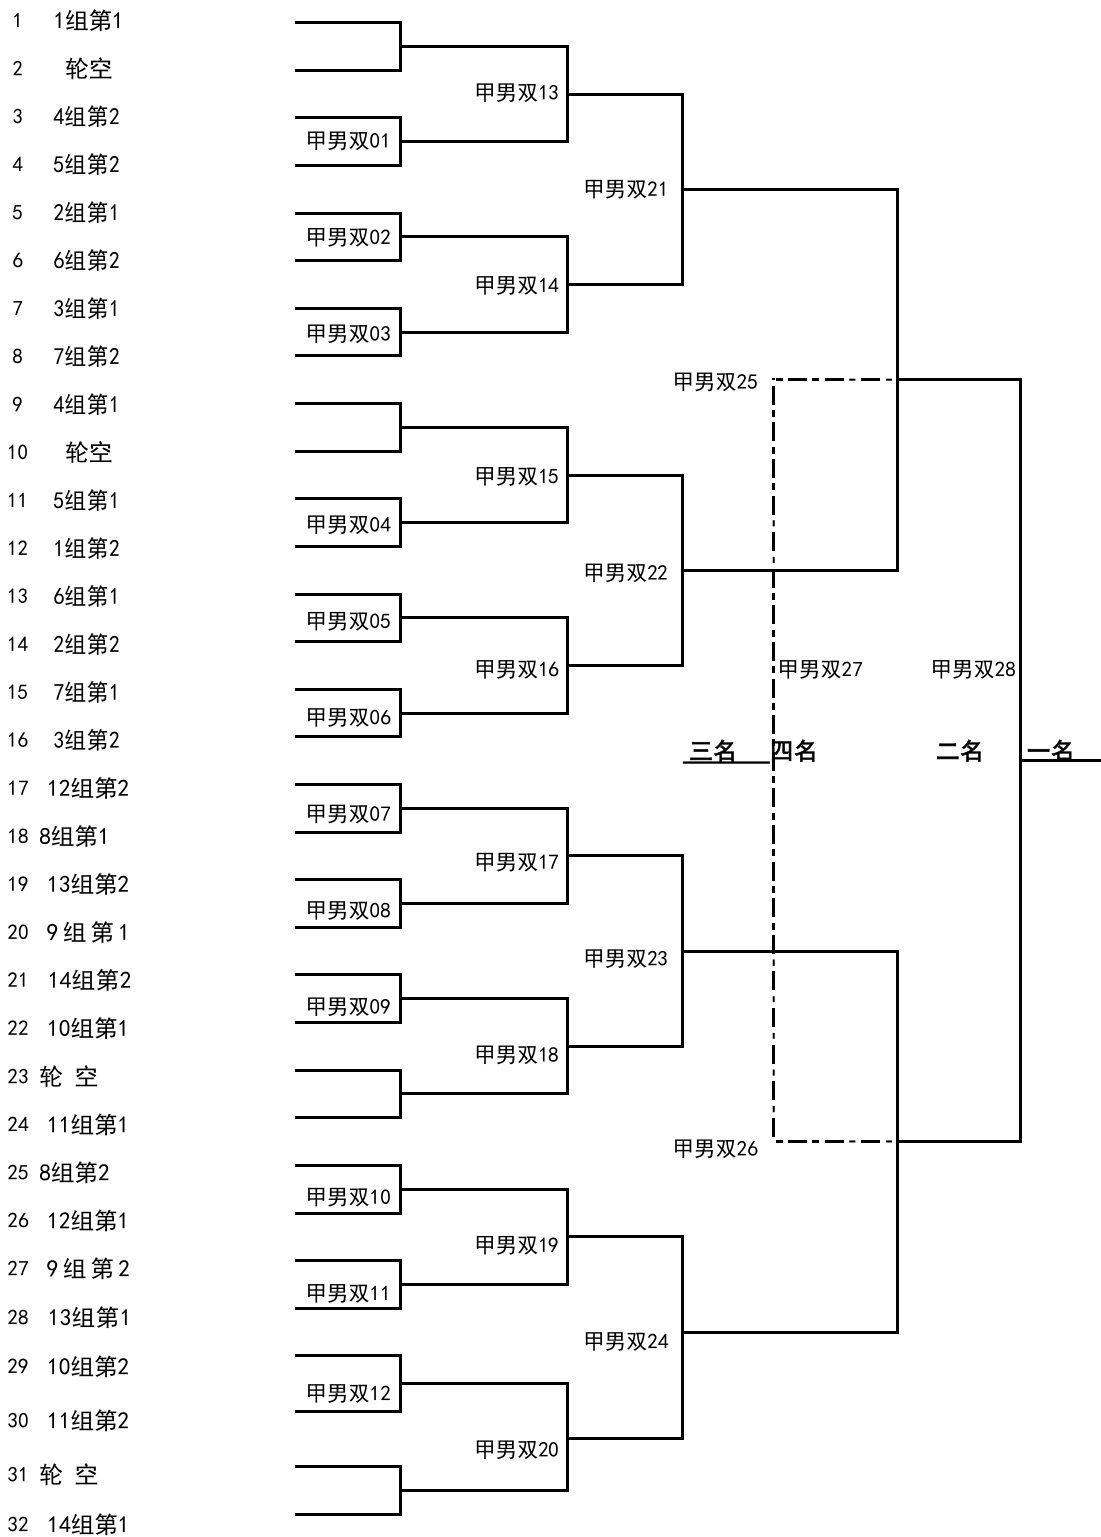 1 1组第1
2 轮空
甲男双13
3 4组第2
甲男双01
4 5组第2
甲男双21
5 2组第1
甲男双02
6 6组第2
甲男双14
7 3组第1
甲男双03
8 7组第2
甲男双25
9 4组第1
10 轮空
甲男双15
11 5组第1
甲男双04
12 1组第2
甲男双22
13 6组第1
甲男双05
14 2组第2
甲男双16 甲男双27 甲男双28
15 7组第1
甲男双06
16 3组第2
三名 四名 二名 一名
17 12组第2
甲男双07
18 8组第1
甲男双17
19 13组第2
甲男双08
20 9组第1
甲男双23
21 14组第2
甲男双09
22 10组第1
甲男双18
23 轮 空
24 11组第1
甲男双26
25 8组第2
甲男双10
26 12组第1
甲男双19
27 9组第2
甲男双11
28 13组第1
甲男双24
29 10组第2
甲男双12
30 11组第2
甲男双20
31 轮 空
32 14组第1